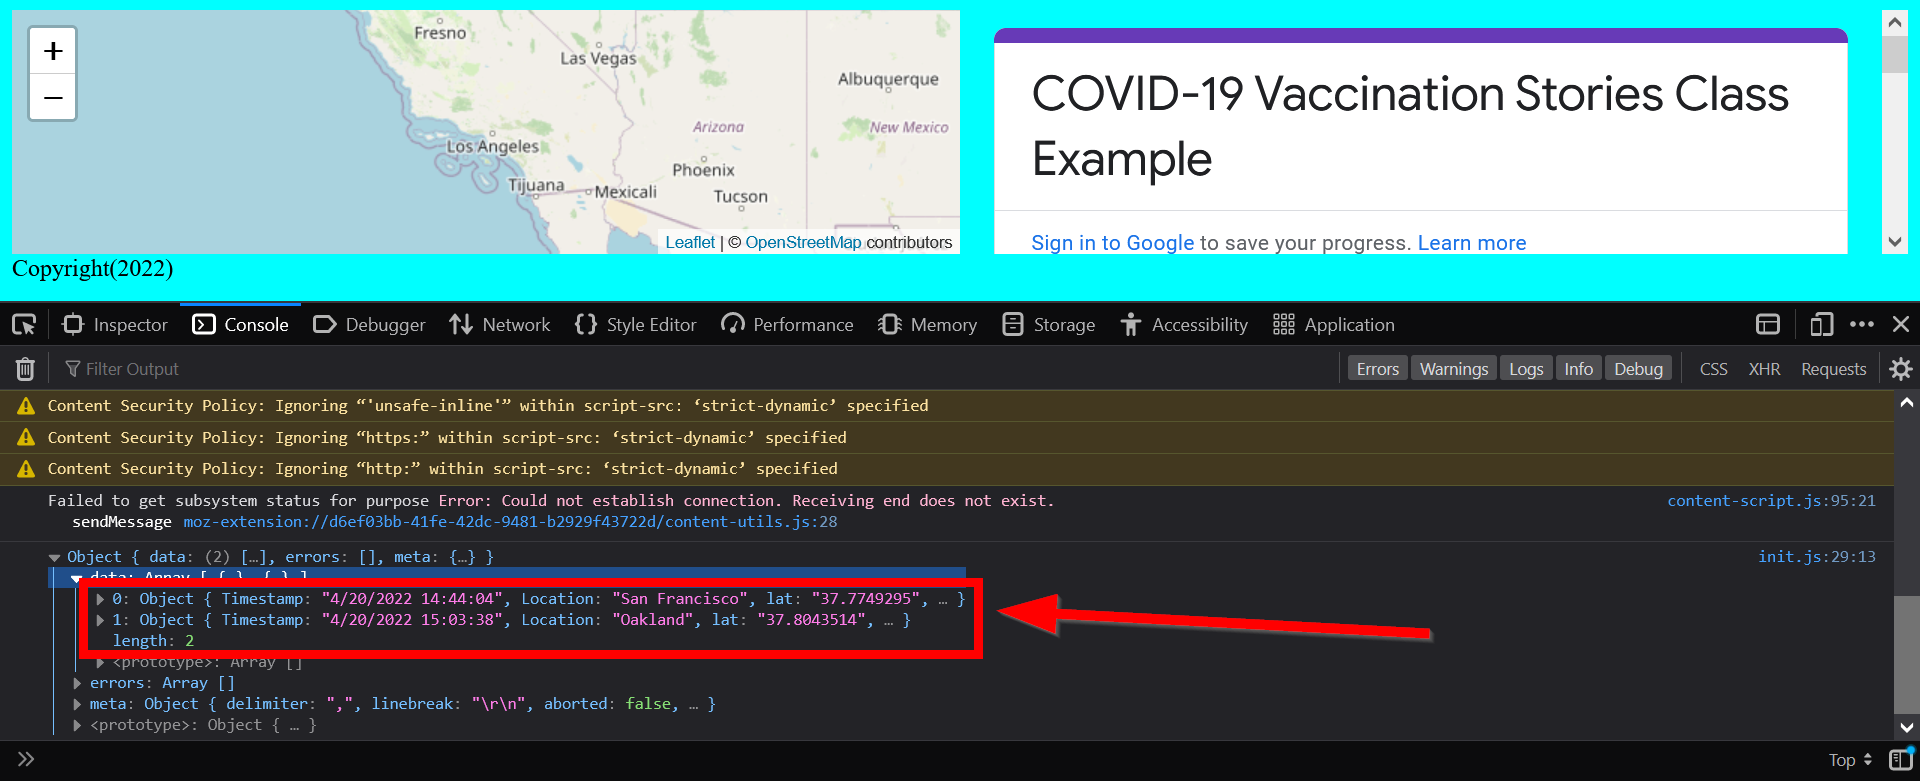 +
−
Fresno
Las Vegas
Albuquerque
Arizona
New Mexico
Los Angeles
Phoenix
Tijuana
Mexicali
Tucson
Leaflet | © OpenStreetMap contributors
COVID-19 Vaccination Stories Class
Example
Sign in to Google to save your progress. Learn more
Copyright(2022)
Inspector Console Debugger Network Style Editor Performance Memory Storage Accessibility Application
Filter Output Errors Warnings Logs Info Debug CSS XHR Requests
Content Security Policy: Ignoring “'unsafe-inline'” within script-src: ‘strict-dynamic’ specified
Content Security Policy: Ignoring “https:” within script-src: ‘strict-dynamic’ specified
Content Security Policy: Ignoring “http:” within script-src: ‘strict-dynamic’ specified
Failed to get subsystem status for purpose Error: Could not establish connection. Receiving end does not exist. content-script.js:95:21
sendMessage moz-extension://d6ef03bb-41fe-42dc-9481-b2929f43722d/content-utils.js:28
Object { data: (2) […], errors: [], meta: {…} } init.js:29:13
data: Array [ {…}, {…} ]
0: Object { Timestamp: "4/20/2022 14:44:04", Location: "San Francisco", lat: "37.7749295", … }
1: Object { Timestamp: "4/20/2022 15:03:38", Location: "Oakland", lat: "37.8043514", … }
length: 2
<prototype>: Array []
errors: Array []
meta: Object { delimiter: ",", linebreak: "\r\n", aborted: false, … }
<prototype>: Object { … }
Top